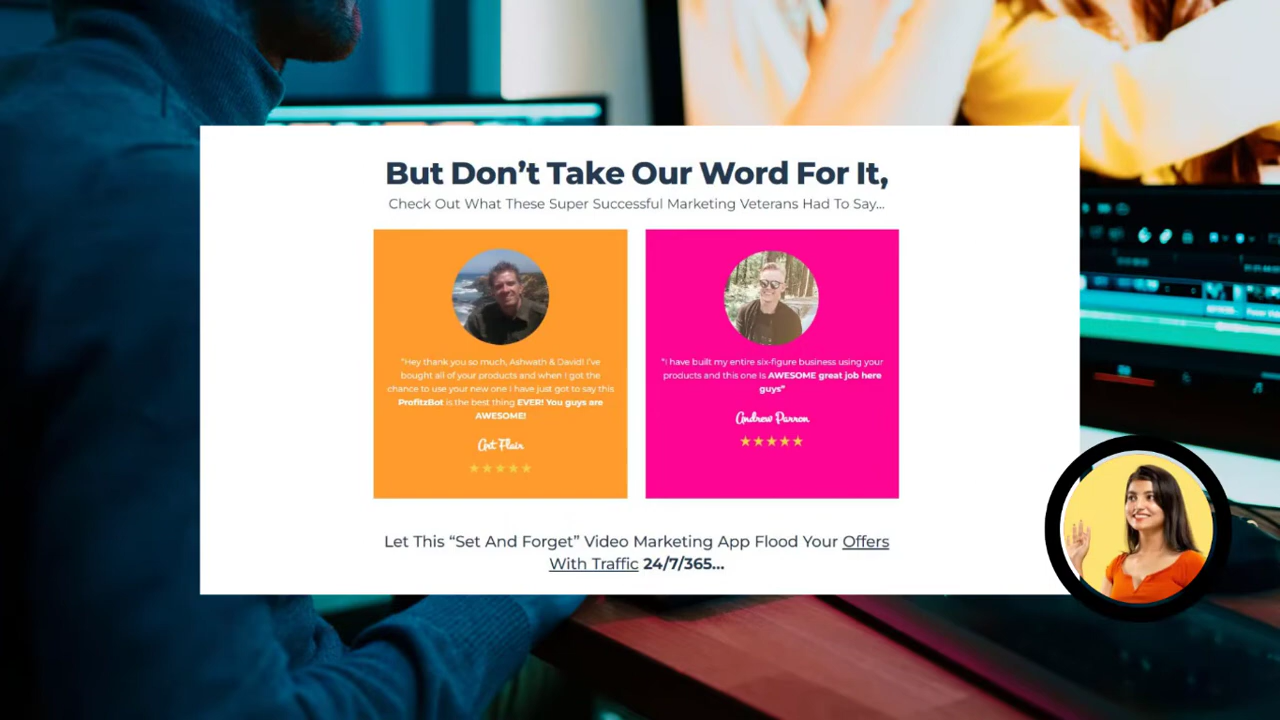 But Don't Take Our Word For It,
Check Out What These Super Successful Marketing Veterans Had To Say...
"Hey thank you so much, Ashwath & David! I've
bought all of your products and when I got the
chance to use your new one I have just got to say this
ProfitzBot is the best thing EVER! You guys are
AWESOME!
Art Flair
"I have built my entire six-figure business using your
products and this one is AWESOME great job here
guys"
Andrew Parron
Let This “Set And Forget” Video Marketing App Flood Your Offers
With Traffic 24/7/365...